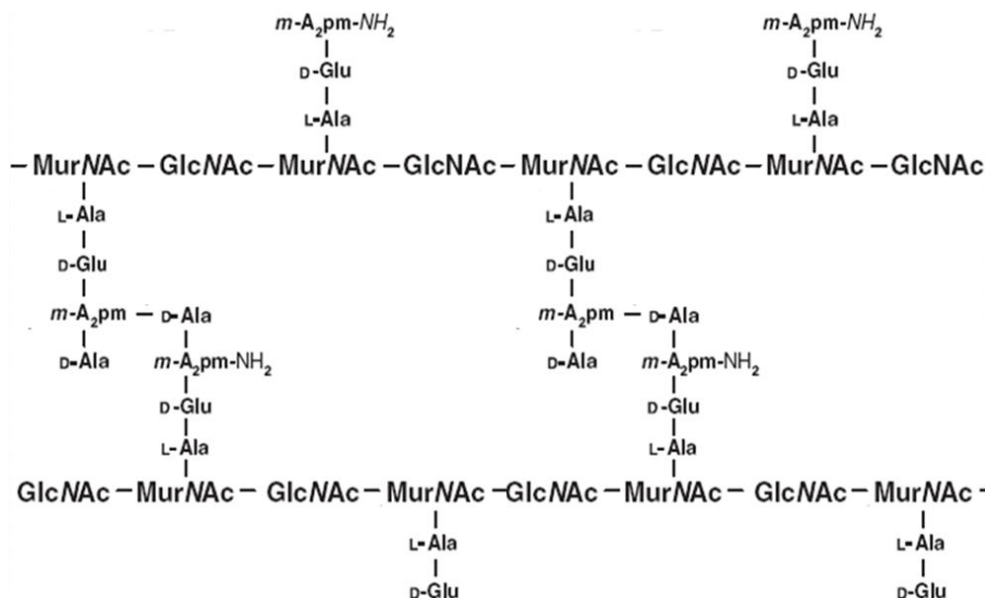 m-A₂pm-NH₂ m-A₂pm-NH₂
D-Glu D-Glu
L-Ala L-Ala
MurNAc GlcNAc MurNAc GlcNAc MurNAc GlcNAc MurNAc GlcNAc
L-Ala L-Ala
D-Glu D-Glu
m-A₂pm D-Ala m-A₂pm D-Ala
D-Ala m-A₂pm-NH₂ D-Ala m-A₂pm-NH₂
D-Glu D-Glu
L-Ala L-Ala
GlcNAc MurNAc GlcNAc MurNAc GlcNAc MurNAc GlcNAc MurNAc
L-Ala L-Ala
D-Glu D-Glu